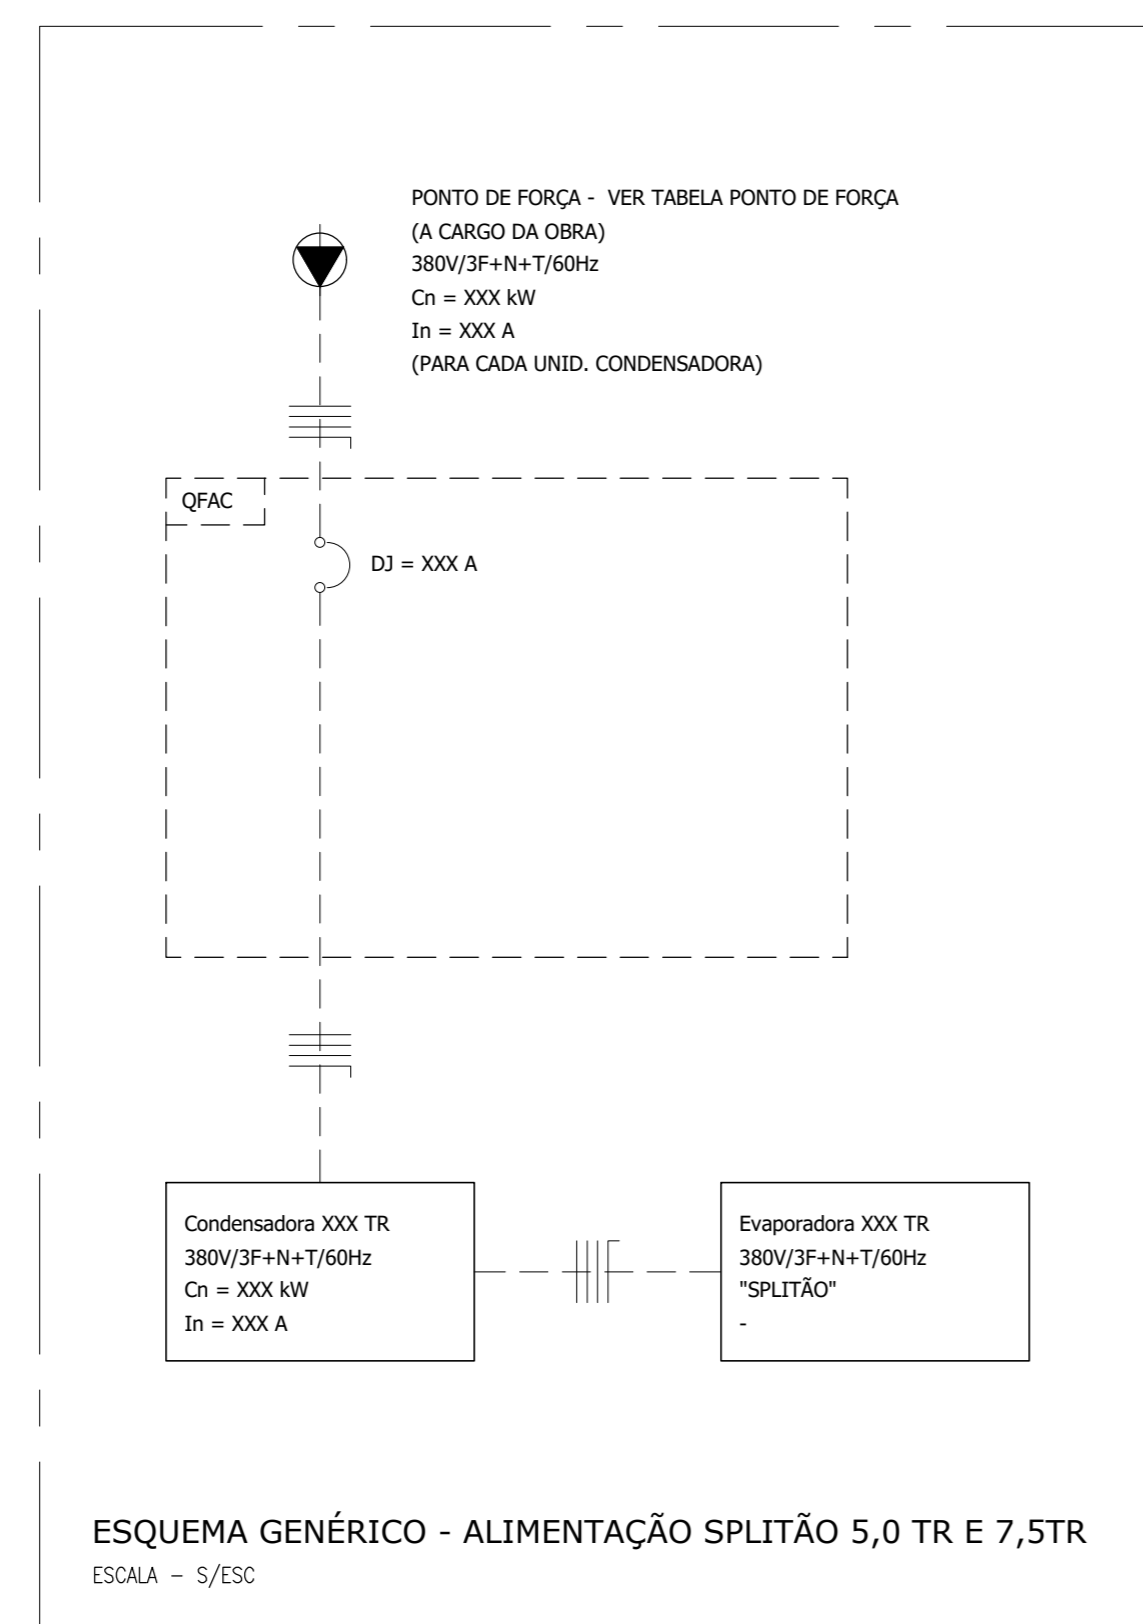 PONTO DE FORÇA - VER TABELA PONTO DE FORÇA
(A CARGO DA OBRA)
380V/3F+N+T/60Hz
Cn = XXX kW
In = XXX A
(PARA CADA UNID. CONDENSADORA)
QFAC
DJ = XXX A
Condensadora XXX TR
380V/3F+N+T/60Hz
Cn = XXX kW
In = XXX A
Evaporadora XXX TR
380V/3F+N+T/60Hz
"SPLITÃO"
-
ESQUEMA GENÉRICO - ALIMENTAÇÃO SPLITÃO 5,0 TR E 7,5TR
ESCALA – S/ESC